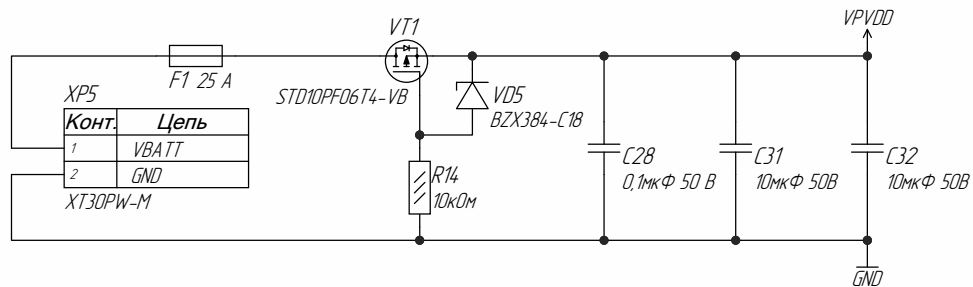 VPVDD
VT1
F1 25 А
STD10PF06T4-VB
VD5
BZX384-C18
XP5
Конт. Цепь
1 VBATT
2 GND
XT30PW-M
R14
10кОм
C28
0,1мкФ 50 В
C31
10мкФ 50В
C32
10мкФ 50В
GND